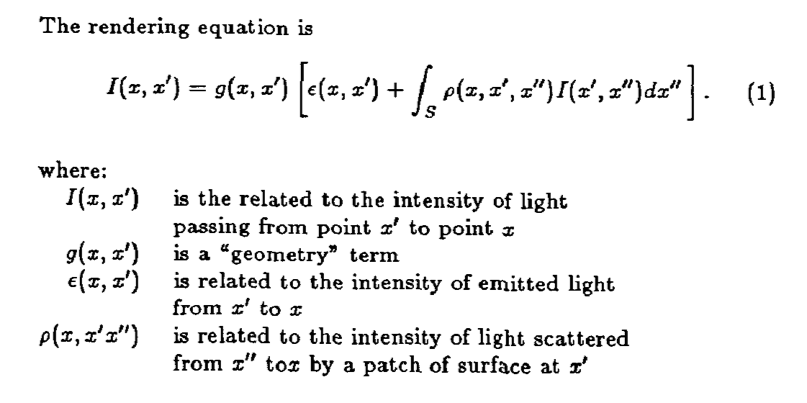 The rendering equation is
I(x, x′) = g(x, x′) [ϵ(x, x′) + ∫_S ρ(x, x′, x″)I(x′, x″)dx″]. (1)
where:
I(x, x′) is the related to the intensity of light
passing from point x′ to point x
g(x, x′) is a “geometry” term
ϵ(x, x′) is related to the intensity of emitted light
from x′ to x
ρ(x, x′x″) is related to the intensity of light scattered
from x″ tox by a patch of surface at x′